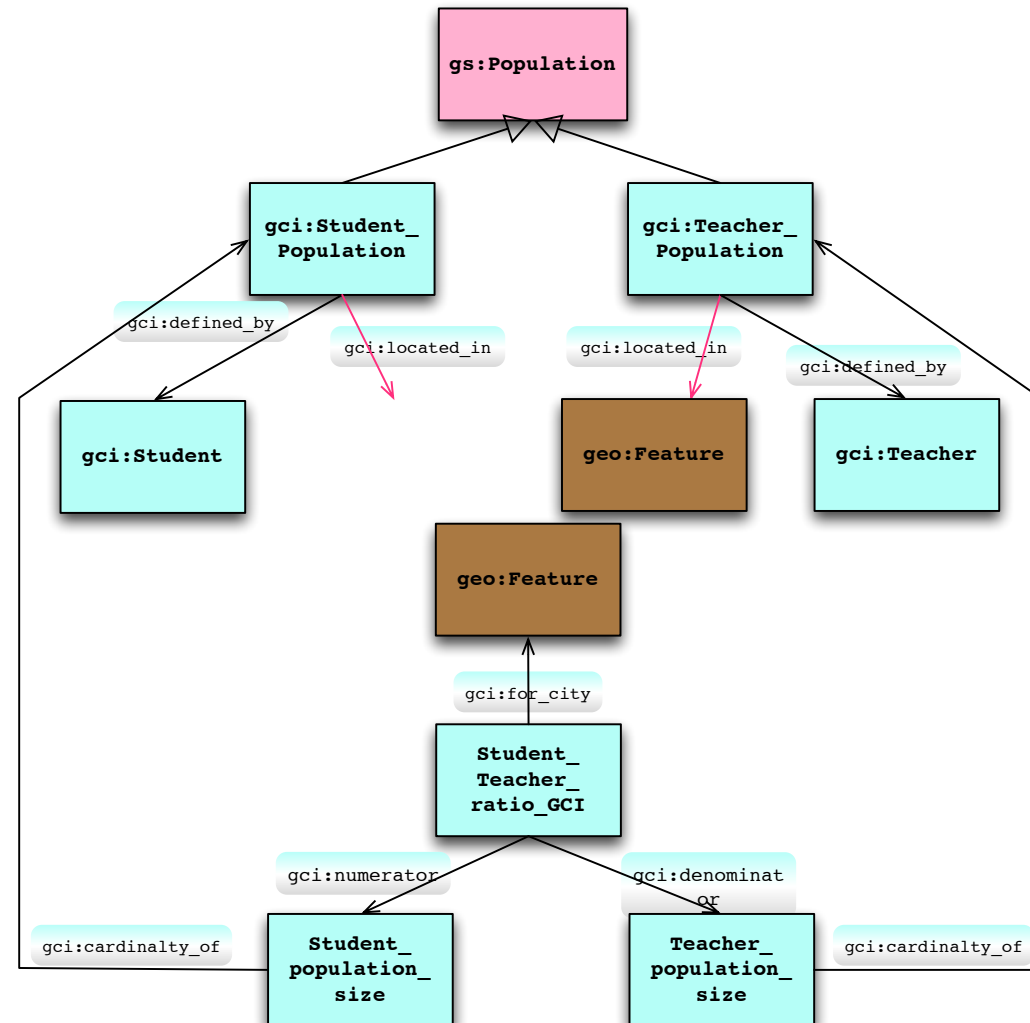 gs:Population
gci:Student_
Population
gci:Teacher_
Population
gci:defined_by
gci:located_in
gci:located_in
gci:defined_by
gci:Student
geo:Feature
gci:Teacher
geo:Feature
gci:for_city
Student_
Teacher_
ratio_GCI
gci:numerator
gci:denominat
or
gci:cardinalty_of
Student_
population_
size
Teacher_
population_
size
gci:cardinalty_of